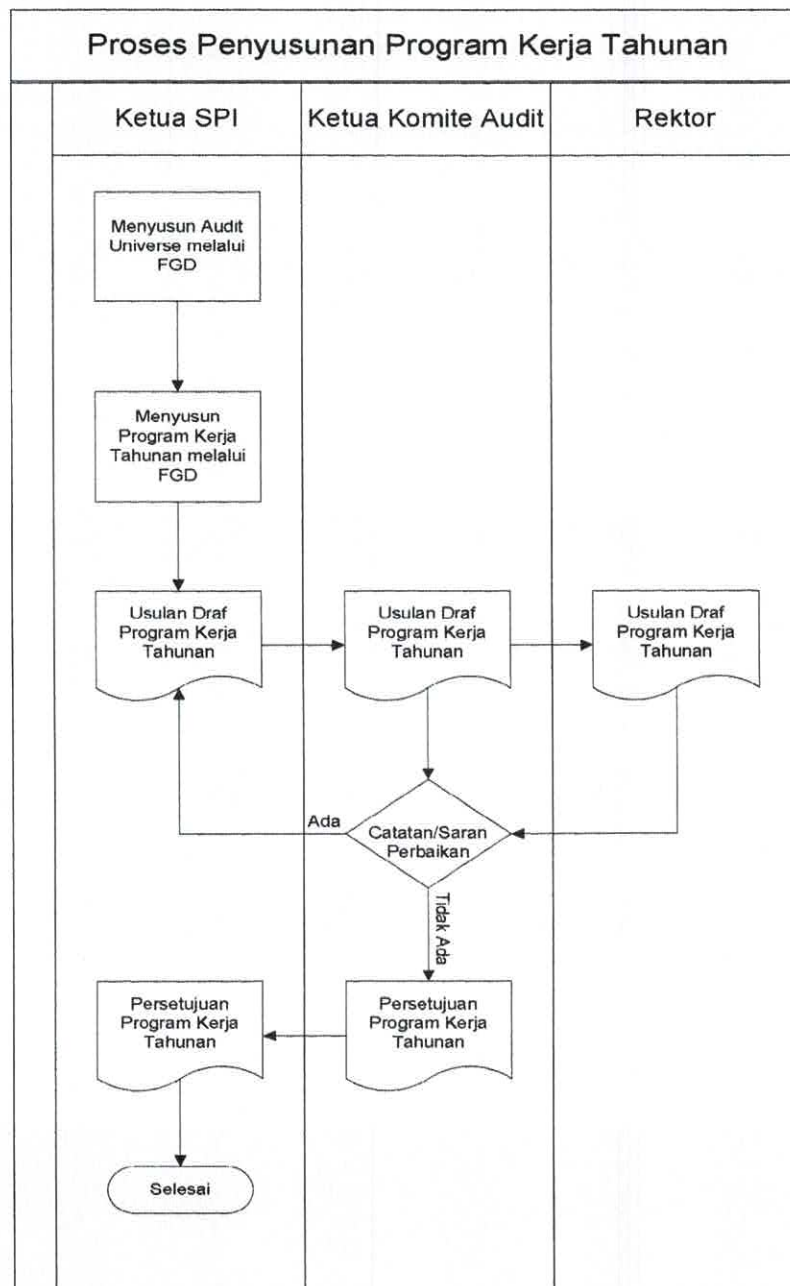 Proses Penyusunan Program Kerja Tahunan
Ketua SPI
Ketua Komite Audit
Rektor
Menyusun Audit
Universe melalui
FGD
Menyusun
Program Kerja
Tahunan melalui
FGD
Usulan Draf
Program Kerja
Tahunan
Usulan Draf
Program Kerja
Tahunan
Usulan Draf
Program Kerja
Tahunan
Ada
Catatan/Saran
Perbaikan
Tidak Ada
Persetujuan
Program Kerja
Tahunan
Persetujuan
Program Kerja
Tahunan
Selesai